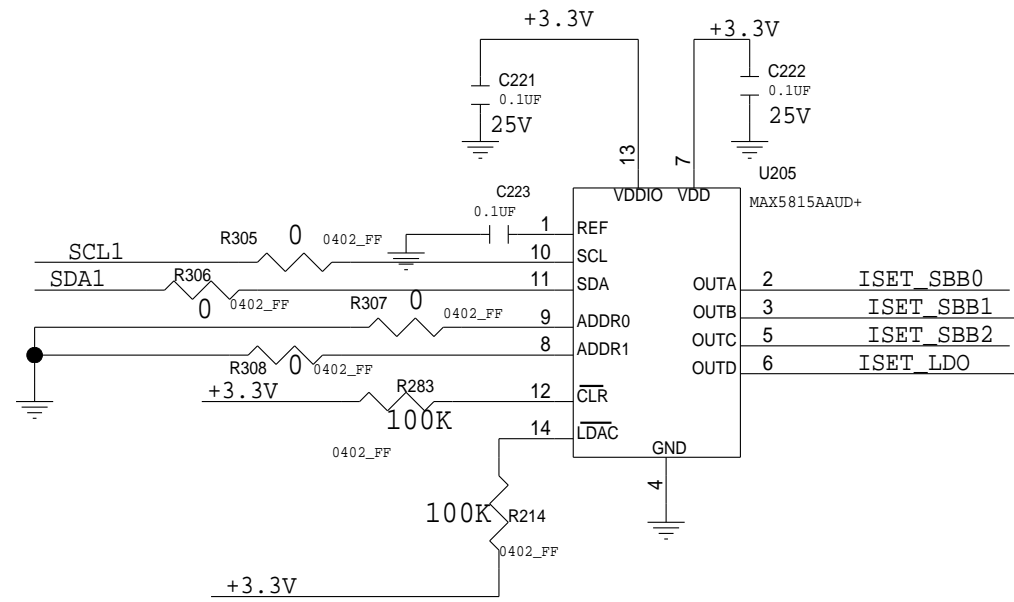 +3.3V
+3.3V
C221
0.1UF
25V
C222
0.1UF
25V
13
7
U205
MAX5815AAUD+
VDDIO
VDD
C223
0.1UF
1
REF
SCL1
R305
0
0402_FF
10
SCL
SDA1
R306
0
0402_FF
11
SDA
OUTA
2
ISET_SBB0
R307
0
0402_FF
9
ADDR0
OUTB
3
ISET_SBB1
R308
0
0402_FF
8
ADDR1
OUTC
5
ISET_SBB2
OUTD
6
ISET_LDO
+3.3V
R283
100K
0402_FF
12
CLR
14
LDAC
GND
4
100K
R214
0402_FF
+3.3V